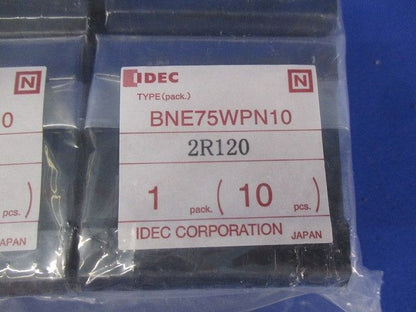 IDEC N
TYPE(pack.)
BNE75WPN10
2R120
1 pack. ( 10 pcs. )
IDEC CORPORATION JAPAN
N
0
pcs. )
JAPAN